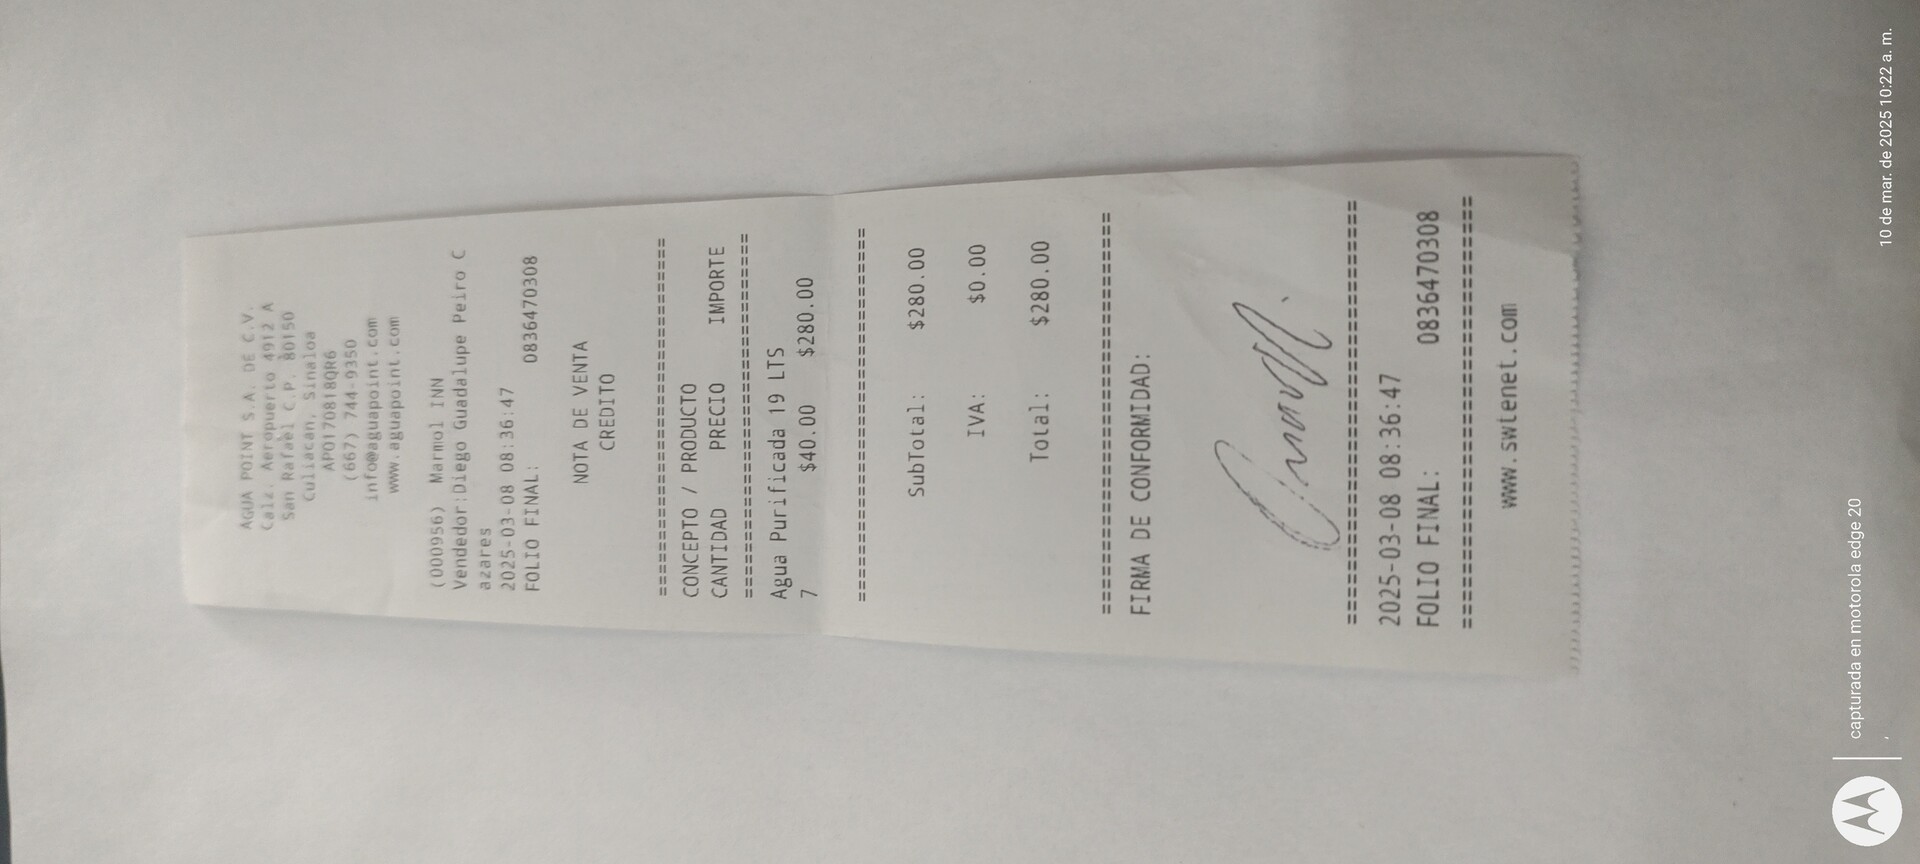 AGUA POINT S.A. DE C.V.
Calz. Aeropuerto 4912 A
San Rafael C.P. 80150
Culiacan, Sinaloa
APO170818QR6
(667) 744-9350
info@aguapoint.com
www.aguapoint.com
(000956) Marmol INN
Vendedor:Diego Guadalupe Peiro C
azares
2025-03-08 08:36:47
FOLIO FINAL: 0836470308
NOTA DE VENTA
CREDITO
================================
CONCEPTO / PRODUCTO
CANTIDAD PRECIO IMPORTE
================================
Agua Purificada 19 LTS
7 $40.00 $280.00
================================
SubTotal: $280.00
IVA: $0.00
Total: $280.00
================================
FIRMA DE CONFORMIDAD:
================================
2025-03-08 08:36:47
FOLIO FINAL: 0836470308
================================
www.swienet.com
capturada en motorola edge 20
10 de mar. de 2025 10:22 a. m.